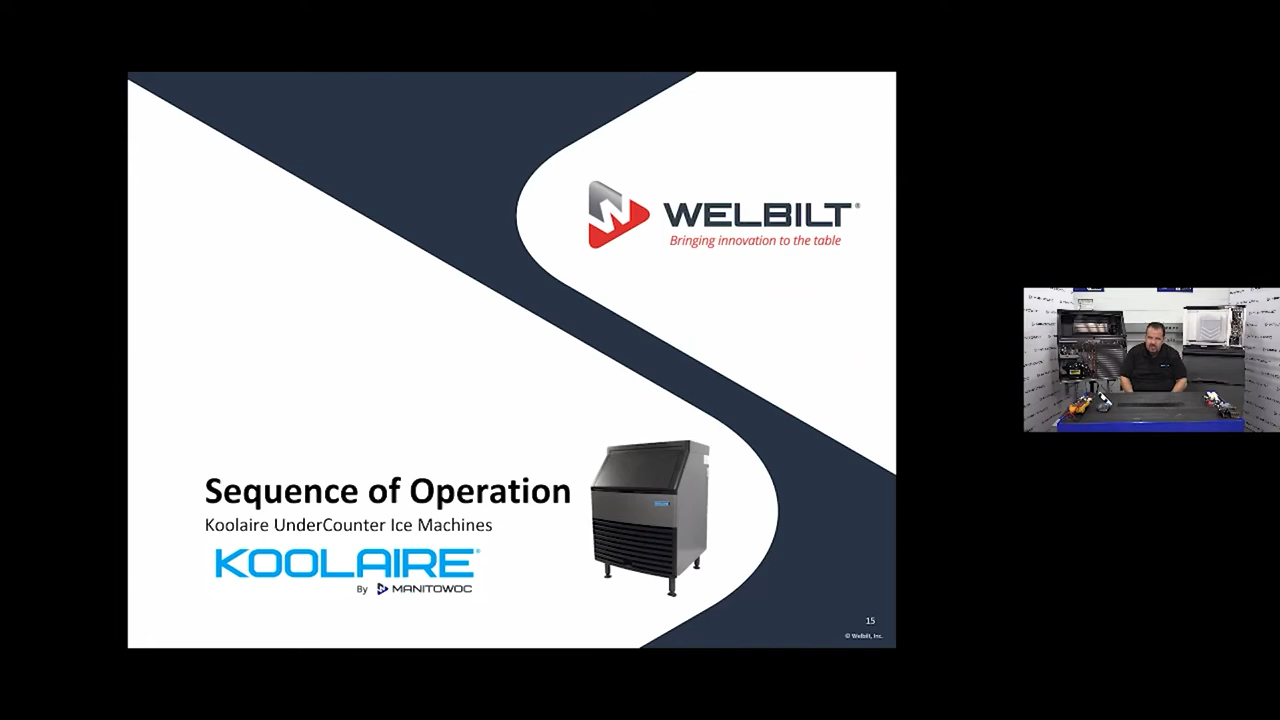 WELBILT®
Bringing innovation to the table
Sequence of Operation
Koolaire UnderCounter Ice Machines
KOOLAIRE®
By MANITOWOC
15
© Welbilt, Inc.